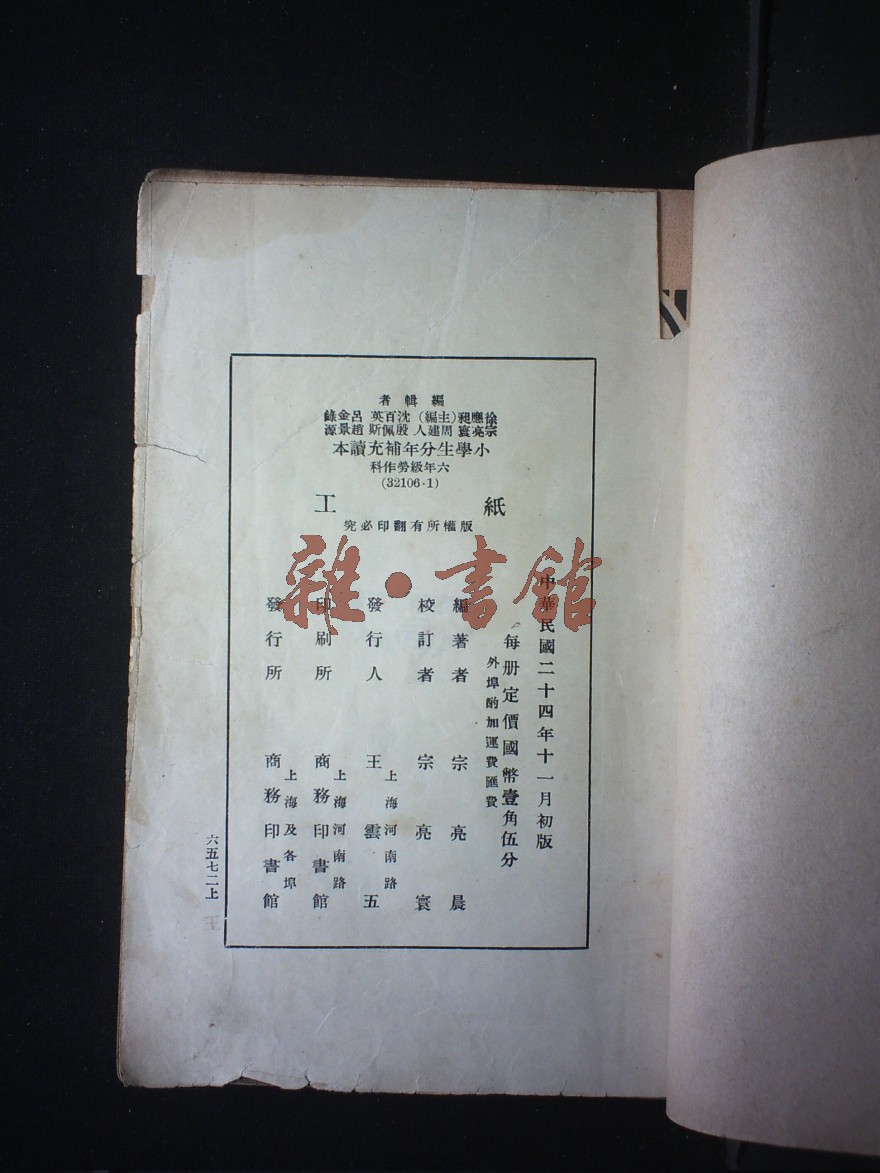 編輯者
徐應昶(主編) 沈百英 呂金錄
宗亮寰 周建人 殷佩斯 趙景源
小學生分年補充讀本
六年級勞作科
(32106·1)
紙工
版權所有翻印必究
中華民國二十四年十一月初版
每册定價國幣壹角伍分
外埠酌加運費匯費
編著者 宗亮晨
校訂者 宗亮寰
上海河南路
發行人 王雲五
上海河南路
印刷所 商務印書館
上海及各埠
發行所 商務印書館
六五七二上
王
雜·書館